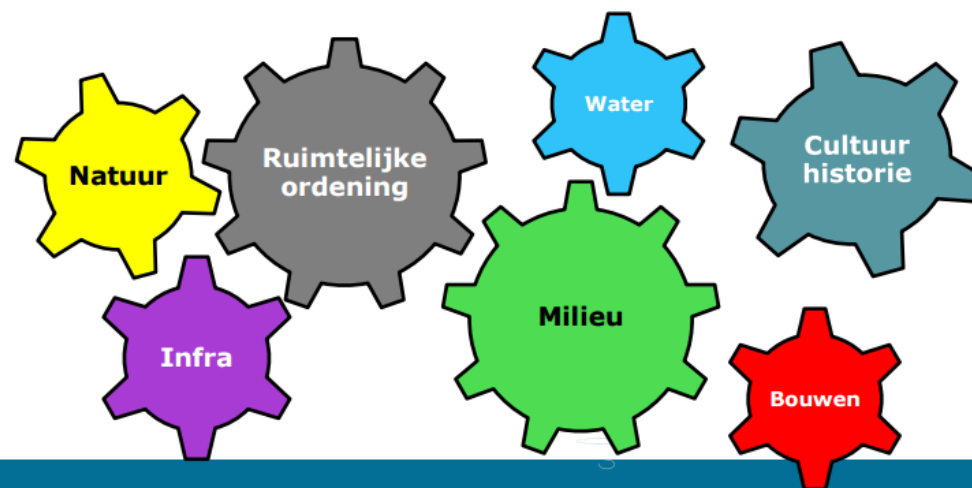 Natuur
Ruimtelijke
ordening
Water
Cultuur
historie
Infra
Milieu
Bouwen